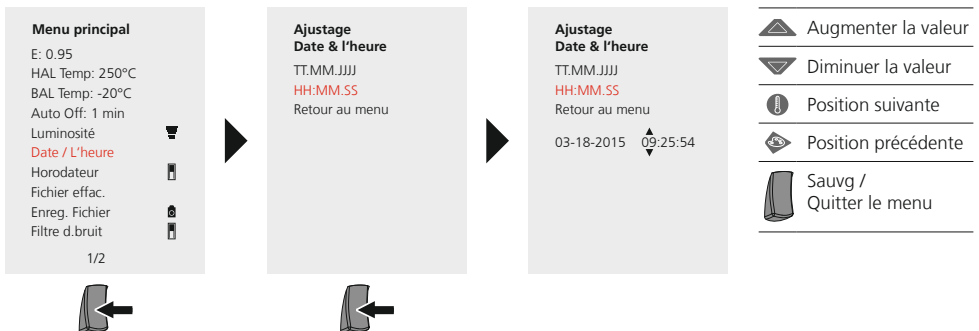 Menu principal
E: 0.95
HAL Temp: 250°C
BAL Temp: -20°C
Auto Off: 1 min
Luminosité
Date / L'heure
Horodateur
Fichier effac.
Enreg. Fichier
Filtre d.bruit
1/2
Ajustage
Date & l'heure
TT.MM.JJJJ
HH:MM.SS
Retour au menu
Ajustage
Date & l'heure
TT.MM.JJJJ
HH:MM.SS
Retour au menu
03-18-2015 09:25:54
Augmenter la valeur
Diminuer la valeur
Position suivante
Position précédente
Sauvg /
Quitter le menu